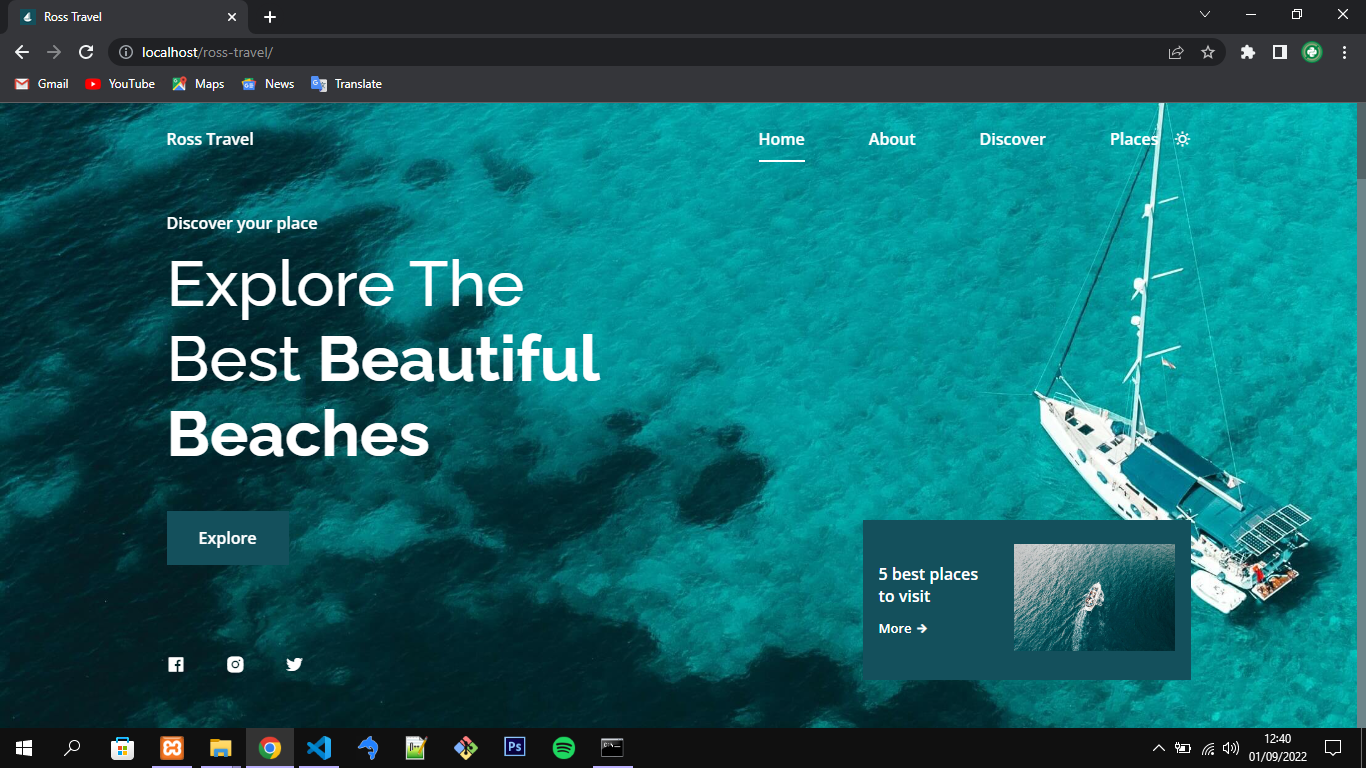 Ross Travel
localhost/ross-travel/
Gmail
YouTube
Maps
News
Translate
Ross Travel
Home
About
Discover
Places
Discover your place
Explore The
Best Beautiful
Beaches
Explore
5 best places
to visit
More
Ps
12:40
01/09/2022